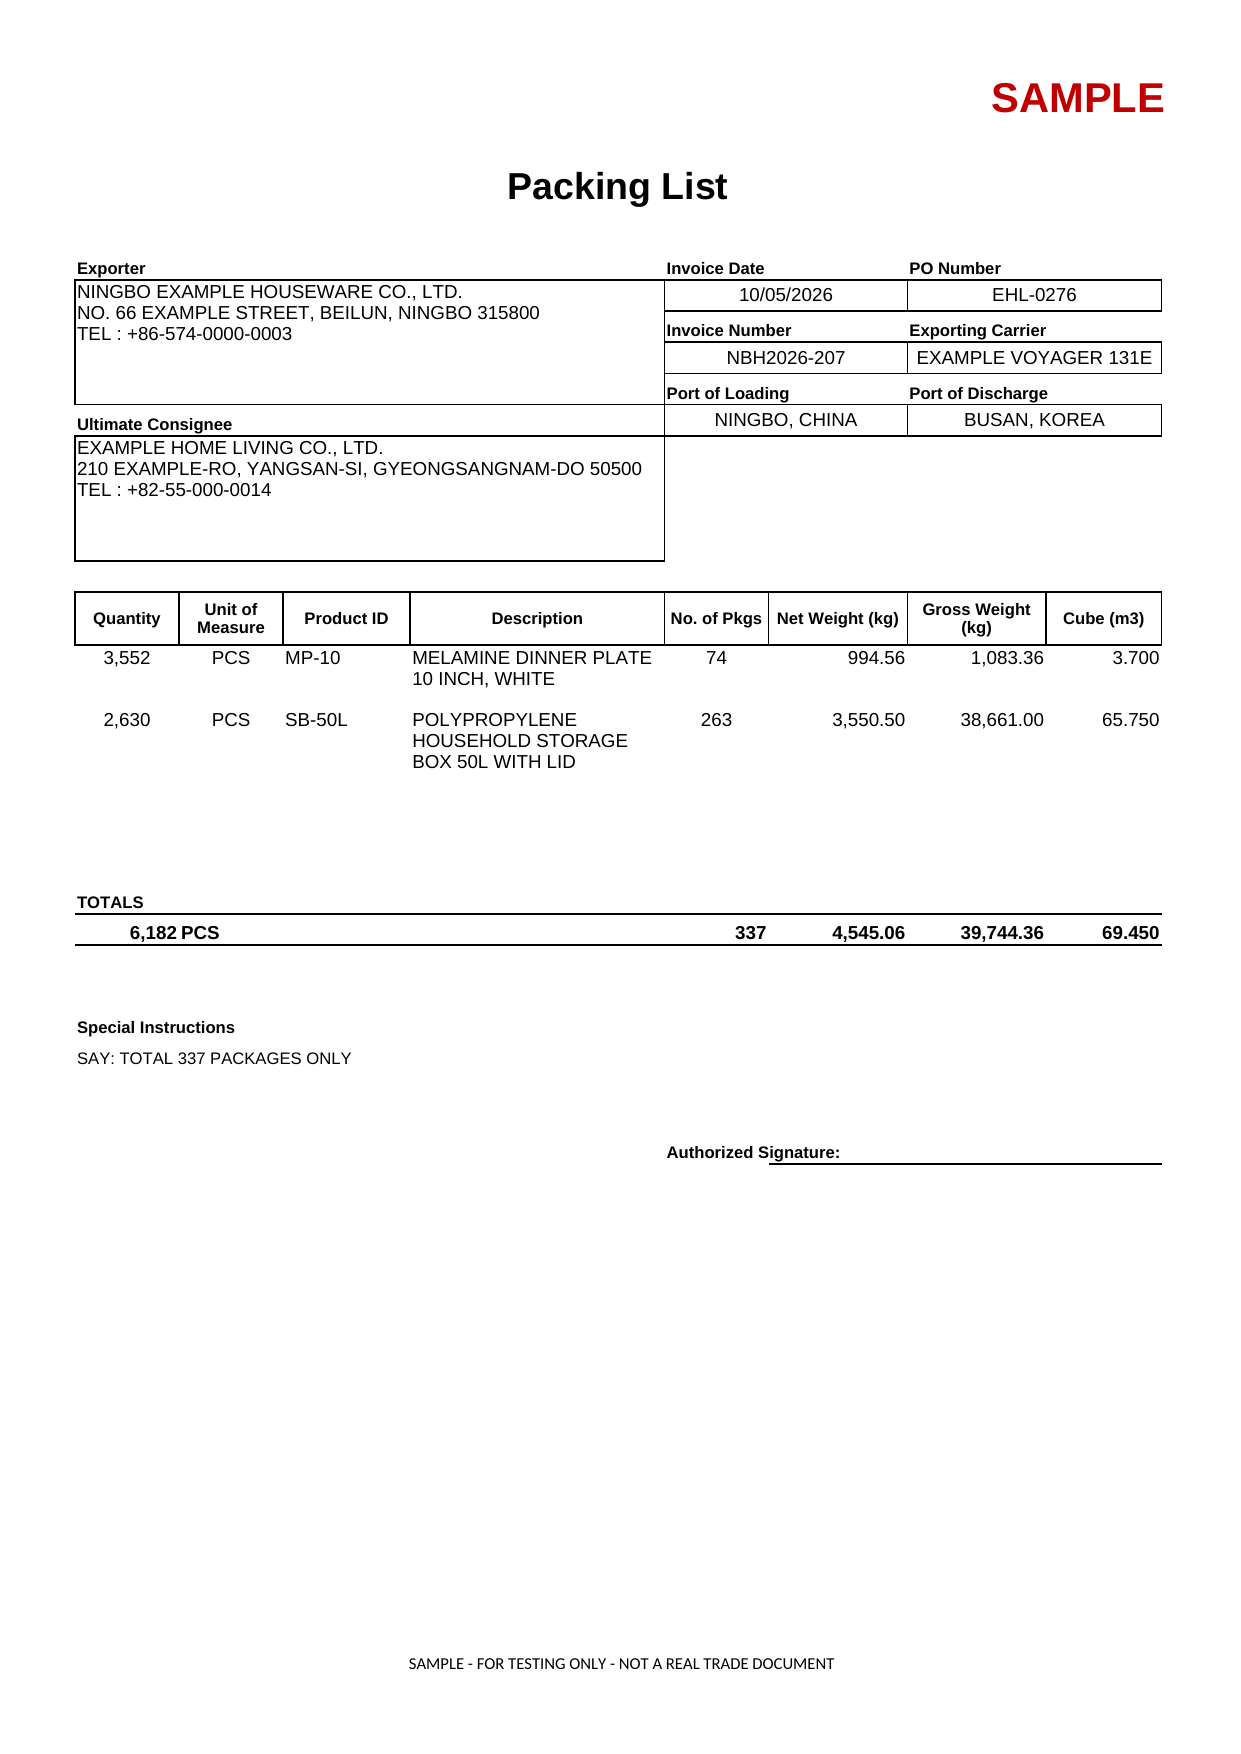 SAMPLE
Packing List
Exporter
Invoice Date
PO Number
NINGBO EXAMPLE HOUSEWARE CO., LTD.
NO. 66 EXAMPLE STREET, BEILUN, NINGBO 315800
TEL : +86-574-0000-0003
10/05/2026
EHL-0276
Invoice Number
Exporting Carrier
NBH2026-207
EXAMPLE VOYAGER 131E
Port of Loading
Port of Discharge
NINGBO, CHINA
BUSAN, KOREA
Ultimate Consignee
EXAMPLE HOME LIVING CO., LTD.
210 EXAMPLE-RO, YANGSAN-SI, GYEONGSANGNAM-DO 50500
TEL : +82-55-000-0014
Quantity
Unit of
Measure
Product ID
Description
No. of Pkgs
Net Weight (kg)
Gross Weight
(kg)
Cube (m3)
3,552 PCS MP-10 MELAMINE DINNER PLATE 74 994.56 1,083.36 3.700
10 INCH, WHITE
2,630 PCS SB-50L POLYPROPYLENE 263 3,550.50 38,661.00 65.750
HOUSEHOLD STORAGE
BOX 50L WITH LID
TOTALS
6,182 PCS 337 4,545.06 39,744.36 69.450
Special Instructions
SAY: TOTAL 337 PACKAGES ONLY
Authorized Signature:
SAMPLE - FOR TESTING ONLY - NOT A REAL TRADE DOCUMENT